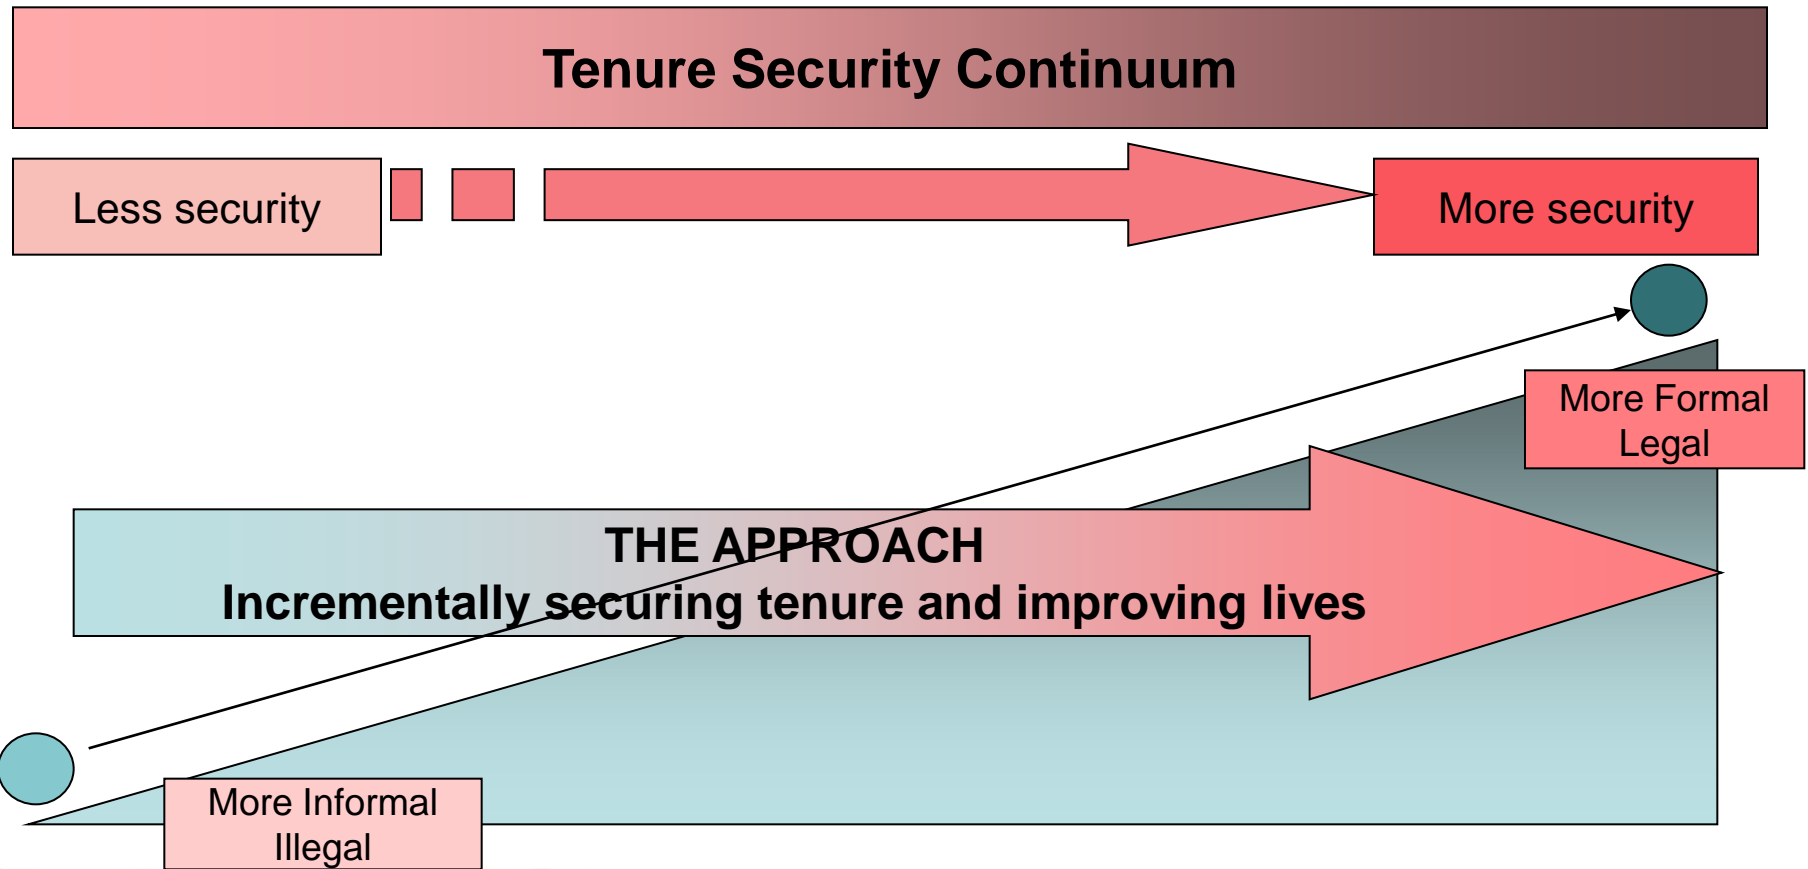 Tenure Security Continuum
Less security
More security
More Formal
Legal
THE APPROACH
Incrementally securing tenure and improving lives
More Informal
Illegal